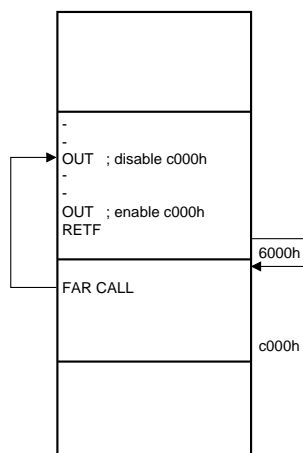 -
-
OUT ; disable c000h
-
-
OUT ; enable c000h
RETF
6000h
FAR CALL
c000h